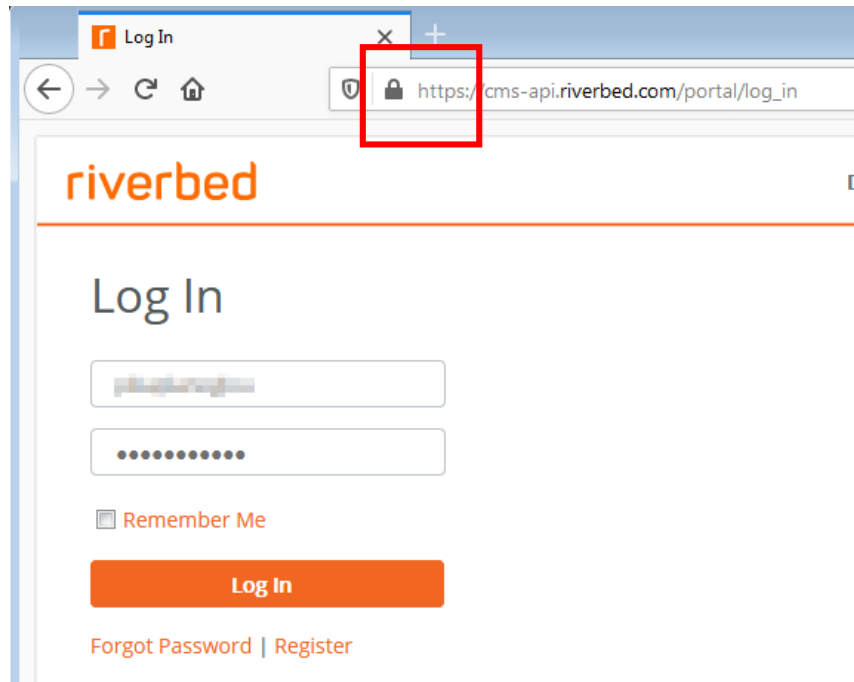 Log In
https://cms-api.riverbed.com/portal/log_in
riverbed
Log In
Remember Me
Log In
Forgot Password | Register